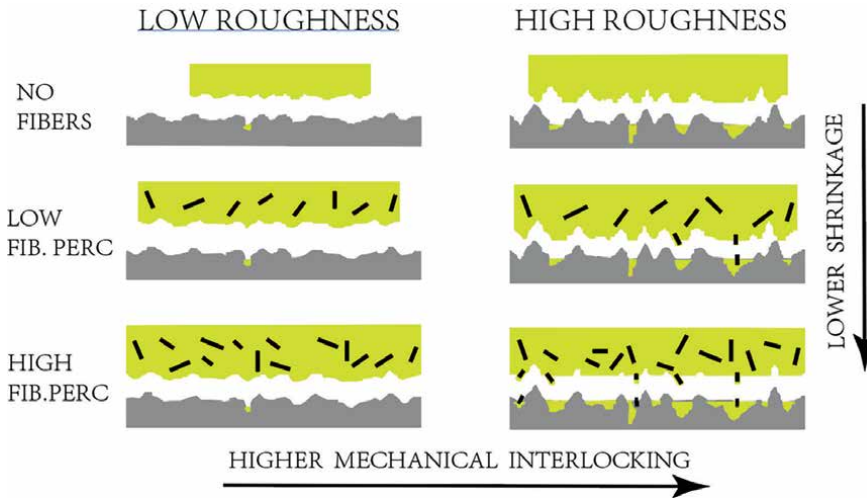 LOW ROUGHNESS
HIGH ROUGHNESS
NO
FIBERS
LOW
FIB. PERC
HIGH
FIB.PERC
LOWER SHRINKAGE
HIGHER MECHANICAL INTERLOCKING